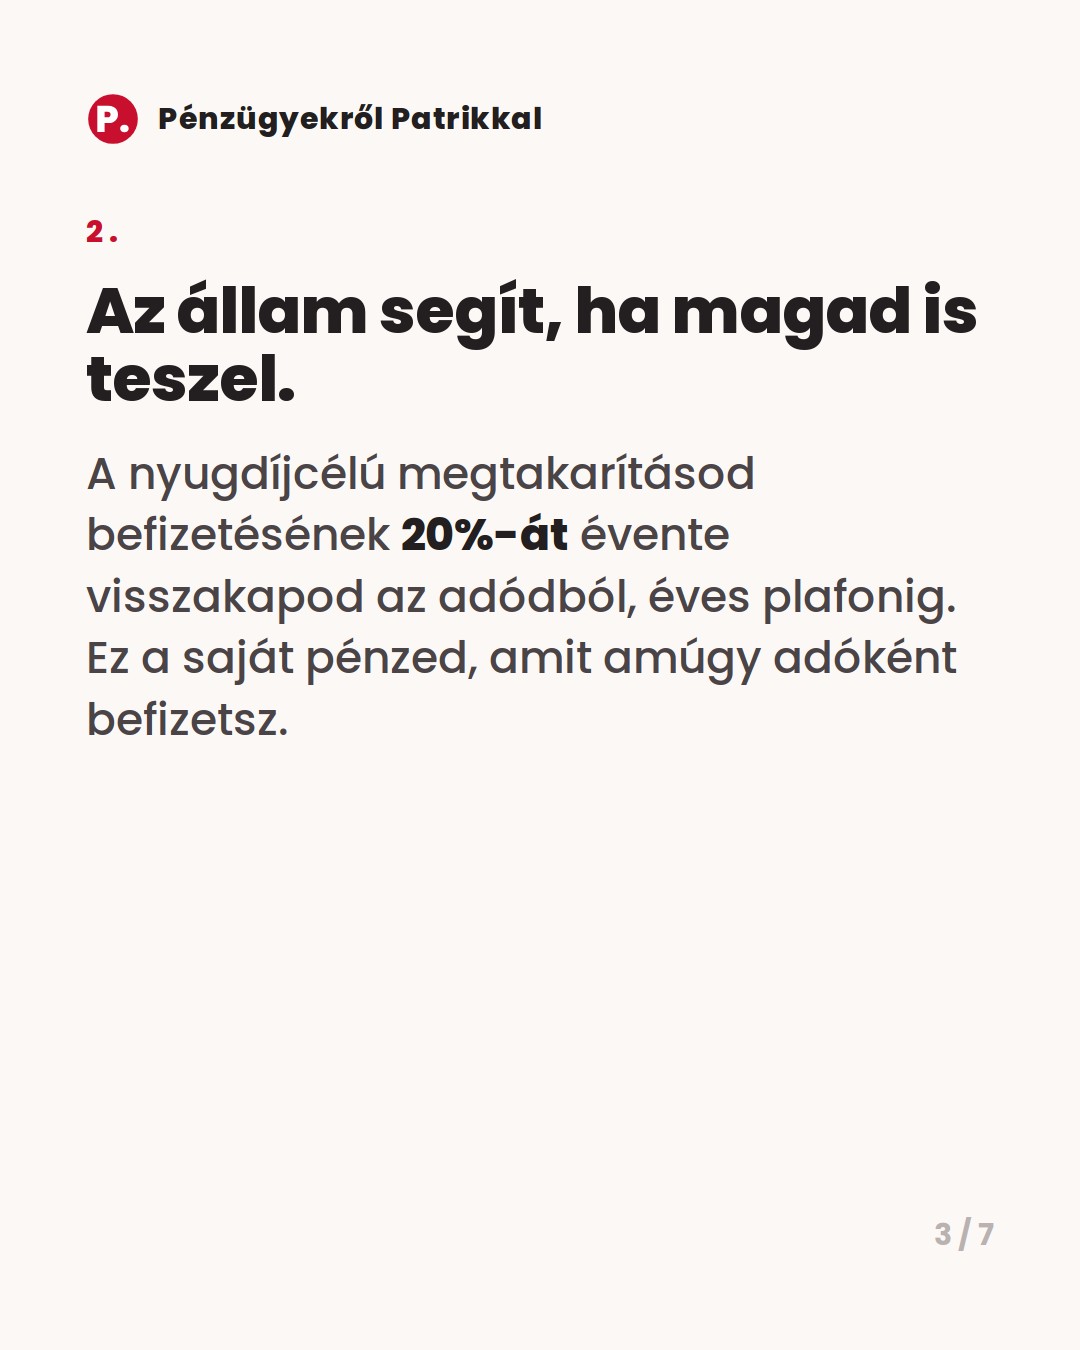 P. Pénzügyekről Patrikkal
2.
Az állam segít, ha magad is
teszel.
A nyugdíjcélú megtakarításod
befizetésének 20%-át évente
visszakapod az adódból, éves plafonig.
Ez a saját pénzed, amit amúgy adóként
befizetsz.
3 / 7